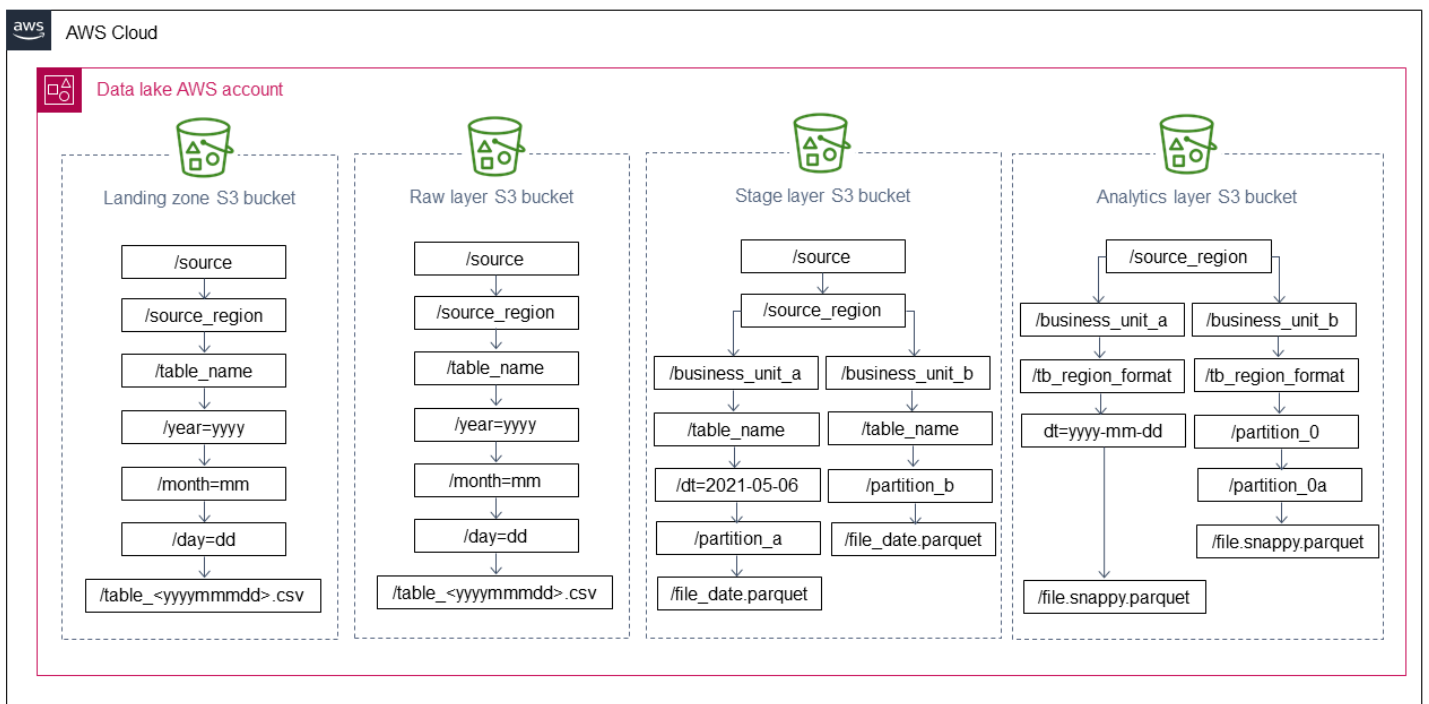 aws
AWS Cloud
Data lake AWS account
Landing zone S3 bucket
/source
/source_region
/table_name
/year=yyyy
/month=mm
/day=dd
/table_<yyyymmmdd>.csv
Raw layer S3 bucket
/source
/source_region
/table_name
/year=yyyy
/month=mm
/day=dd
/table_<yyyymmmdd>.csv
Stage layer S3 bucket
/source
/source_region
/business_unit_a
/table_name
/dt=2021-05-06
/partition_a
/file_date.parquet
/business_unit_b
/table_name
/partition_b
/file_date.parquet
Analytics layer S3 bucket
/source_region
/business_unit_a
/tb_region_format
dt=yyyy-mm-dd
/file.snappy.parquet
/business_unit_b
/tb_region_format
/partition_0
/partition_0a
/file.snappy.parquet